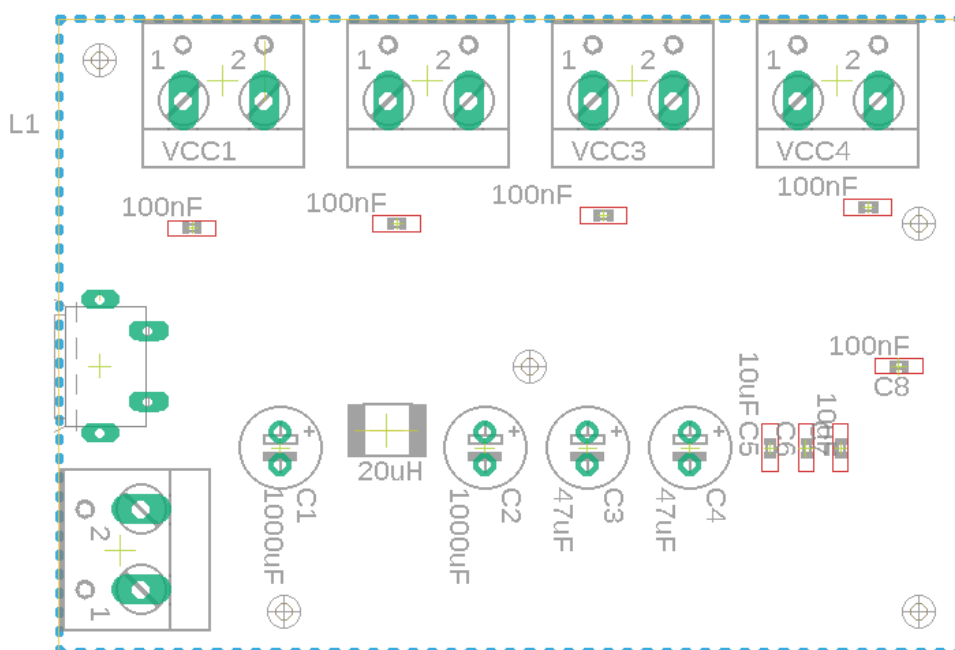 1 2
1 2
1 2
1 2
L1
VCC1
VCC3
VCC4
100nF
100nF
100nF
100nF
100nF
C8
10uF
C5
C6
20uH
C1
1000uF
C2
1000uF
C3
47uF
C4
47uF
2
1